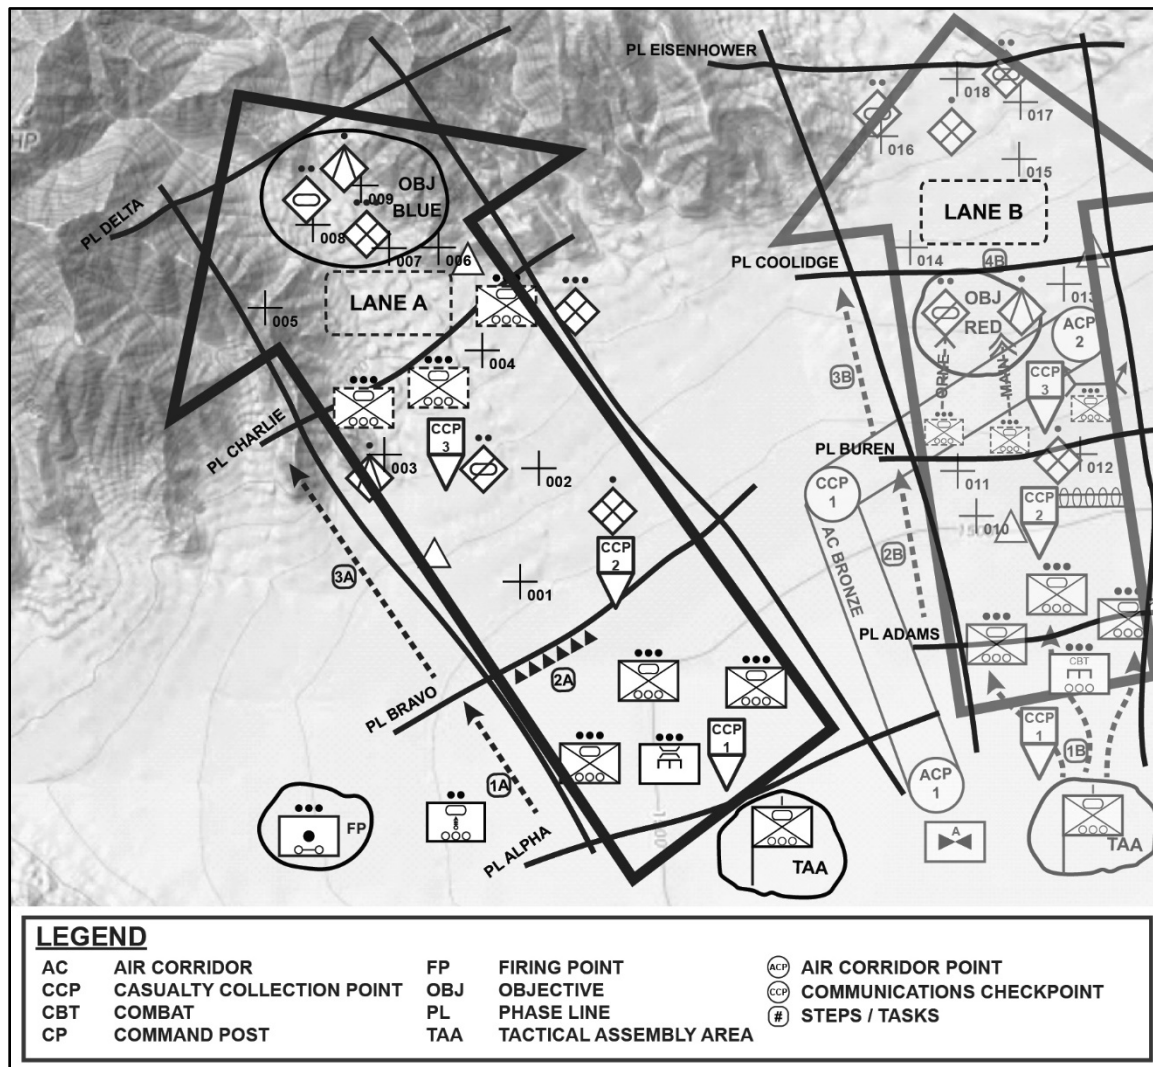 PL EISENHOWER
018
017
016
015
HP
OBJ
BLUE
009
008
007
006
PL DELTA
LANE B
014
PL COOLIDGE
4B
013
LANE A
005
OBJ
RED
ACP
2
004
3B
DRNE
MAIN
CCP
3
PL CHARLIE
CCP
3
003
002
PL BUREN
012
011
CCP
1
CCP
2
010
1500
AC BRONZE
2B
CCP
2
3A
001
PL ADAMS
CBT
2A
PL BRAVO
CCP
1
CCP
1
1B
1A
ACP
1
FP
PL ALPHA
A
TAA
TAA
LEGEND
AC AIR CORRIDOR
CCP CASUALTY COLLECTION POINT
CBT COMBAT
CP COMMAND POST
FP FIRING POINT
OBJ OBJECTIVE
PL PHASE LINE
TAA TACTICAL ASSEMBLY AREA
ACP AIR CORRIDOR POINT
CCP COMMUNICATIONS CHECKPOINT
# STEPS / TASKS